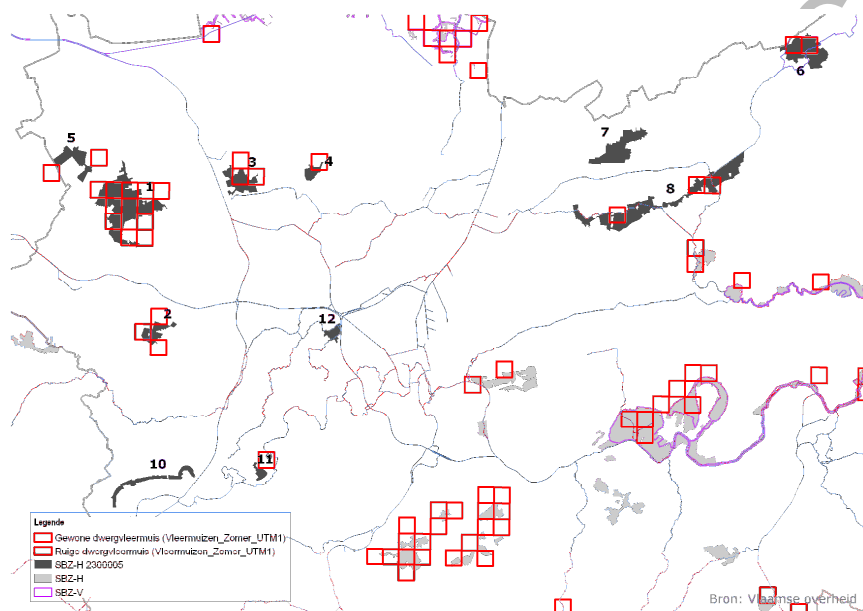 6
7
5
3
4
1
8
2
12
10
11
Legende
Gewone dwergvleermuis (Vleermuizen_Zomer_UTM1)
Ruige dwergvleermuis (Vleermuizen_Zomer_UTM1)
SBZ-H 2300005
SBZ-H
SBZ-V
Bron: Vlaamse overheid